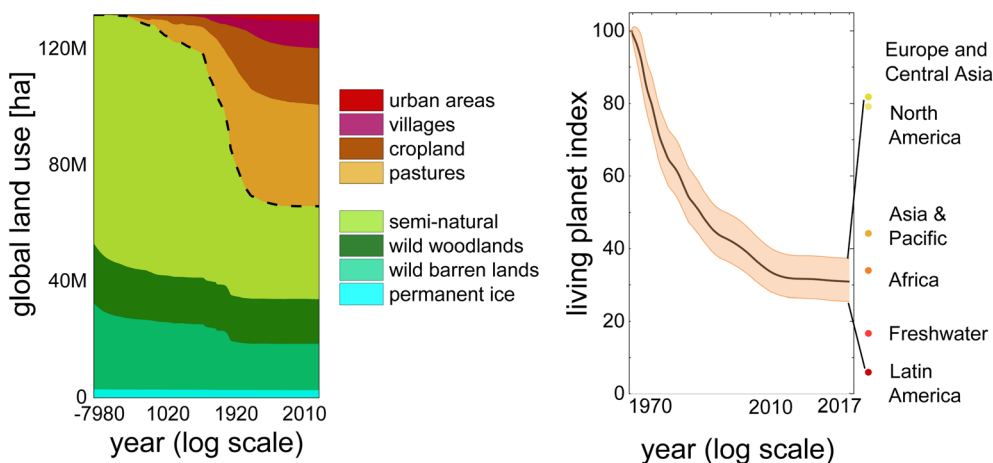 global land use [ha]
120M
80M
40M
0
-7980 1020 1920 2010
year (log scale)
urban areas
villages
cropland
pastures
semi-natural
wild woodlands
wild barren lands
permanent ice
living planet index
100
80
60
40
20
0
1970 2010 2017
year (log scale)
Europe and
Central Asia
North
America
Asia &
Pacific
Africa
Freshwater
Latin
America